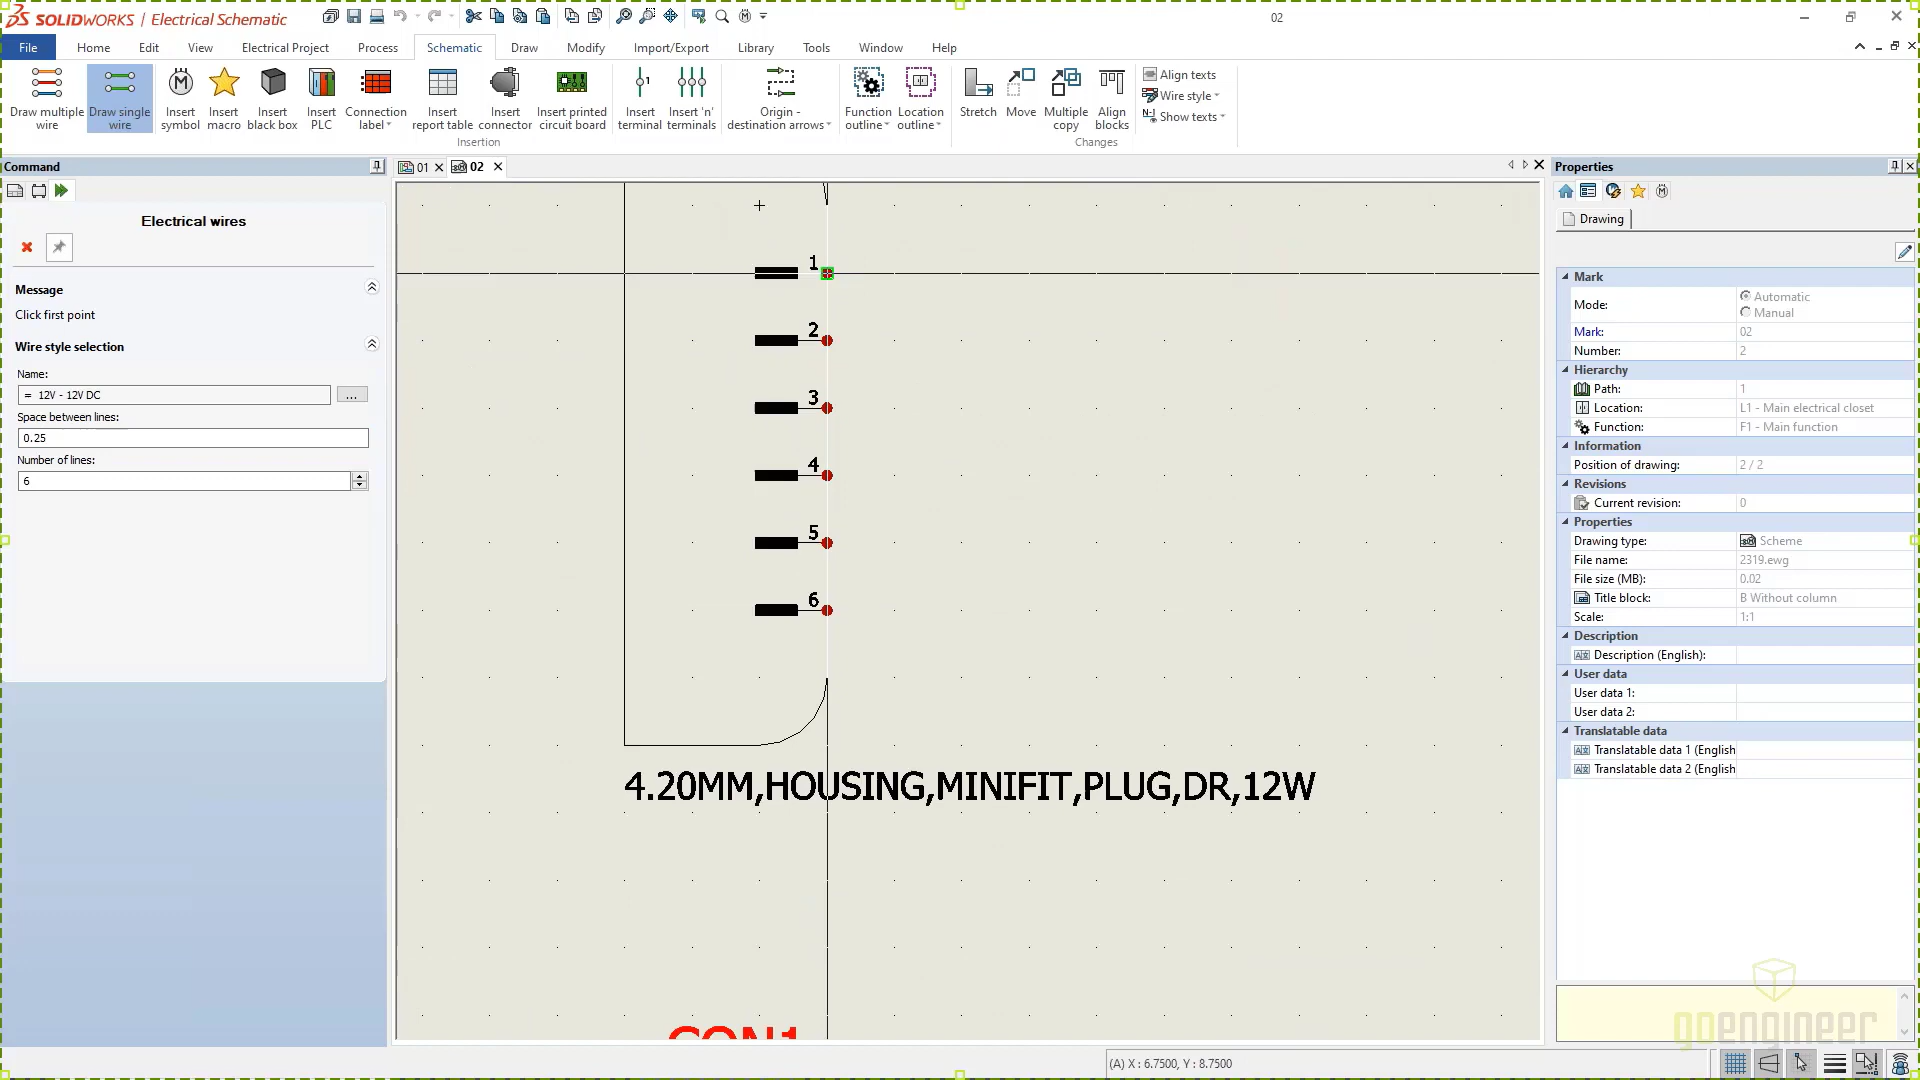 SOLIDWORKS | Electrical Schematic
02
File Home Edit View Electrical Project Process Schematic Draw Modify Import/Export Library Tools Window Help
Draw multiple wire
Draw single wire
Insert symbol
Insert macro
Insert black box
Insert PLC
Connection label
Insert report table
Insert connector
Insert printed circuit board
Insert terminal
Insert 'n' terminals
Origin - destination arrows
Function outline
Location outline
Stretch
Move
Multiple copy
Align blocks
Align texts
Wire style
Show texts
Insertion
Changes
Command
01
02
Properties
Electrical wires
Message
Click first point
Wire style selection
Name:
= 12V - 12V DC
...
Space between lines:
0.25
Number of lines:
6
1
2
3
4
5
6
4.20MM,HOUSING,MINIFIT,PLUG,DR,12W
CON1
Drawing
Mark
Mode: Automatic
Manual
Mark: 02
Number: 2
Hierarchy
Path: 1
Location: L1 - Main electrical closet
Function: F1 - Main function
Information
Position of drawing: 2 / 2
Revisions
Current revision: 0
Properties
Drawing type: Scheme
File name: 2319.ewg
File size (MB): 0.02
Title block: B Without column
Scale: 1:1
Description
Description (English):
User data
User data 1:
User data 2:
Translatable data
Translatable data 1 (English
Translatable data 2 (English
goengineer
(A) X : 6.7500, Y : 8.7500